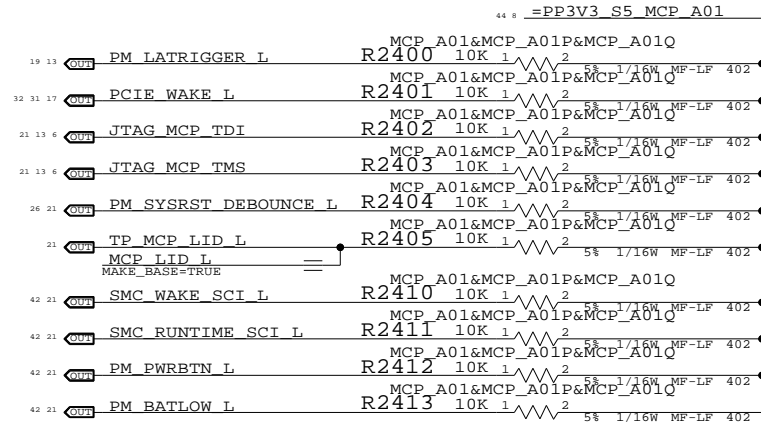 44 8 =PP3V3_S5_MCP_A01
MCP_A01&MCP_A01P&MCP_A01Q
19 13 OUT PM_LATRIGGER_L R2400 10K 1 2
5% 1/16W MF-LF 402
MCP_A01&MCP_A01P&MCP_A01Q
32 31 17 OUT PCIE_WAKE_L R2401 10K 1 2
5% 1/16W MF-LF 402
MCP_A01&MCP_A01P&MCP_A01Q
21 13 6 OUT JTAG_MCP_TDI R2402 10K 1 2
5% 1/16W MF-LF 402
MCP_A01&MCP_A01P&MCP_A01Q
21 13 6 OUT JTAG_MCP_TMS R2403 10K 1 2
5% 1/16W MF-LF 402
MCP_A01&MCP_A01P&MCP_A01Q
26 21 OUT PM_SYSRST_DEBOUNCE_L R2404 10K 1 2
5% 1/16W MF-LF 402
MCP_A01&MCP_A01P&MCP_A01Q
21 OUT TP_MCP_LID_L R2405 10K 1 2
5% 1/16W MF-LF 402
MCP_LID_L
MAKE_BASE=TRUE
MCP_A01&MCP_A01P&MCP_A01Q
42 21 OUT SMC_WAKE_SCI_L R2410 10K 1 2
5% 1/16W MF-LF 402
MCP_A01&MCP_A01P&MCP_A01Q
42 21 OUT SMC_RUNTIME_SCI_L R2411 10K 1 2
5% 1/16W MF-LF 402
MCP_A01&MCP_A01P&MCP_A01Q
42 21 OUT PM_PWRBTN_L R2412 10K 1 2
5% 1/16W MF-LF 402
MCP_A01&MCP_A01P&MCP_A01Q
42 21 OUT PM_BATLOW_L R2413 10K 1 2
5% 1/16W MF-LF 402